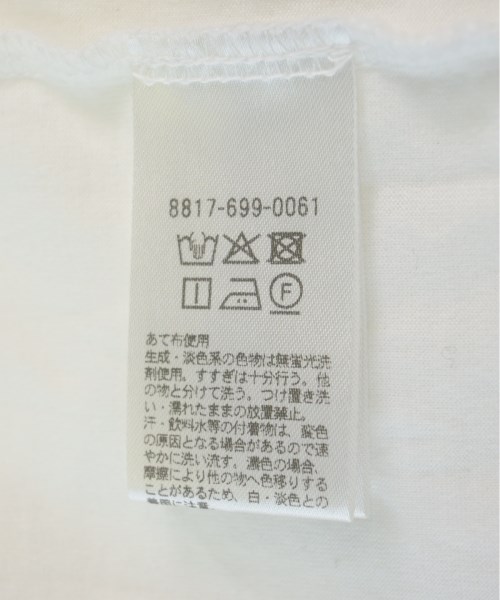 8817-699-0061
F
あて布使用
生成・淡色系の色物は無蛍光洗
剤使用。すすぎは十分行う。他
の物と分けて洗う。つけ置き洗
い・濡れたままの放置禁止。
汗・飲料水等の付着物は、変色
の原因となる場合があるので速
やかに洗い流す。濃色の場合、
摩擦により他の物へ色移りする
ことがあるため、白・淡色との
着用に注意